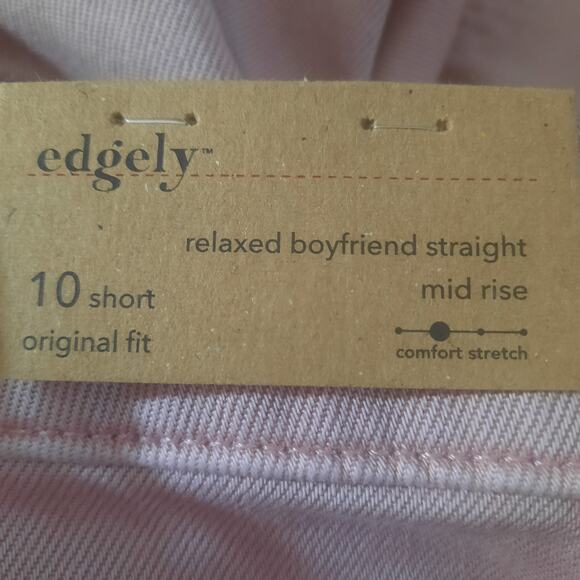 edgely™
relaxed boyfriend straight
10 short
mid rise
original fit
comfort stretch